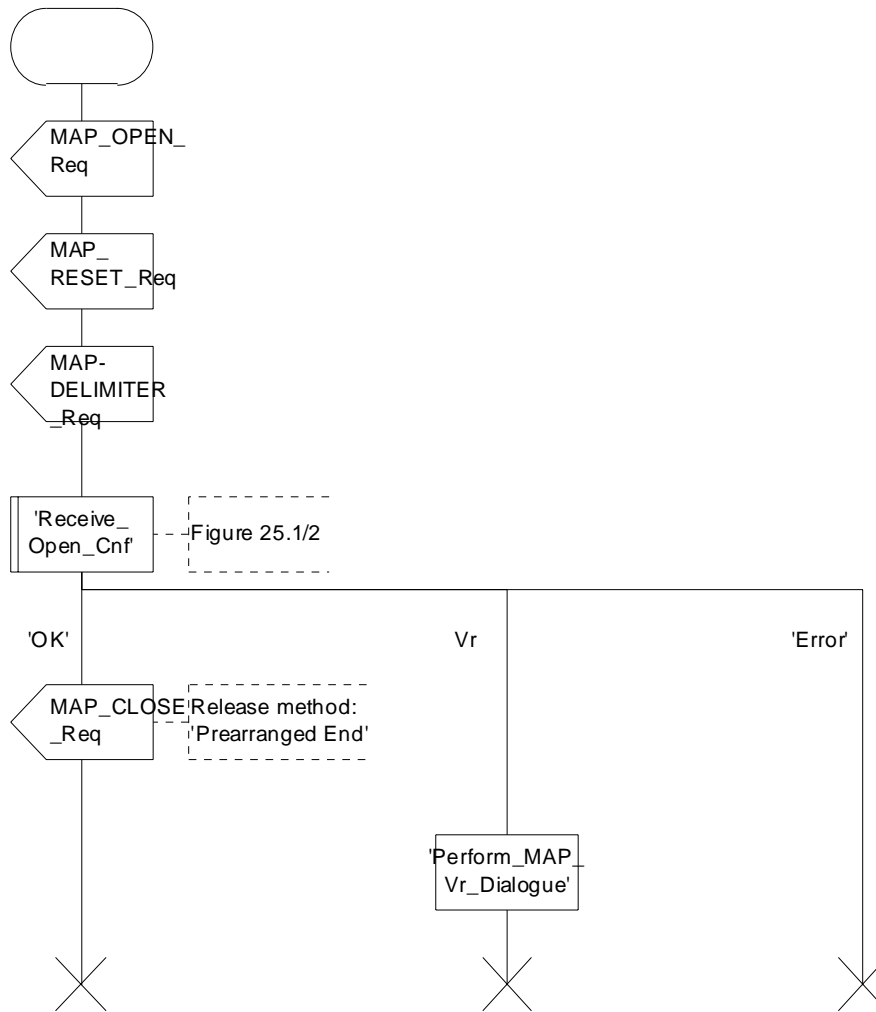 MAP_OPEN_
Req
MAP_
RESET_Req
MAP-
DELIMITER
_Req
'Receive_
Open_Cnf'
Figure 25.1/2
'OK'
Vr
'Error'
MAP_CLOSE
_Req
Release method:
'Prearranged End'
'Perform_MAP_
Vr_Dialogue'